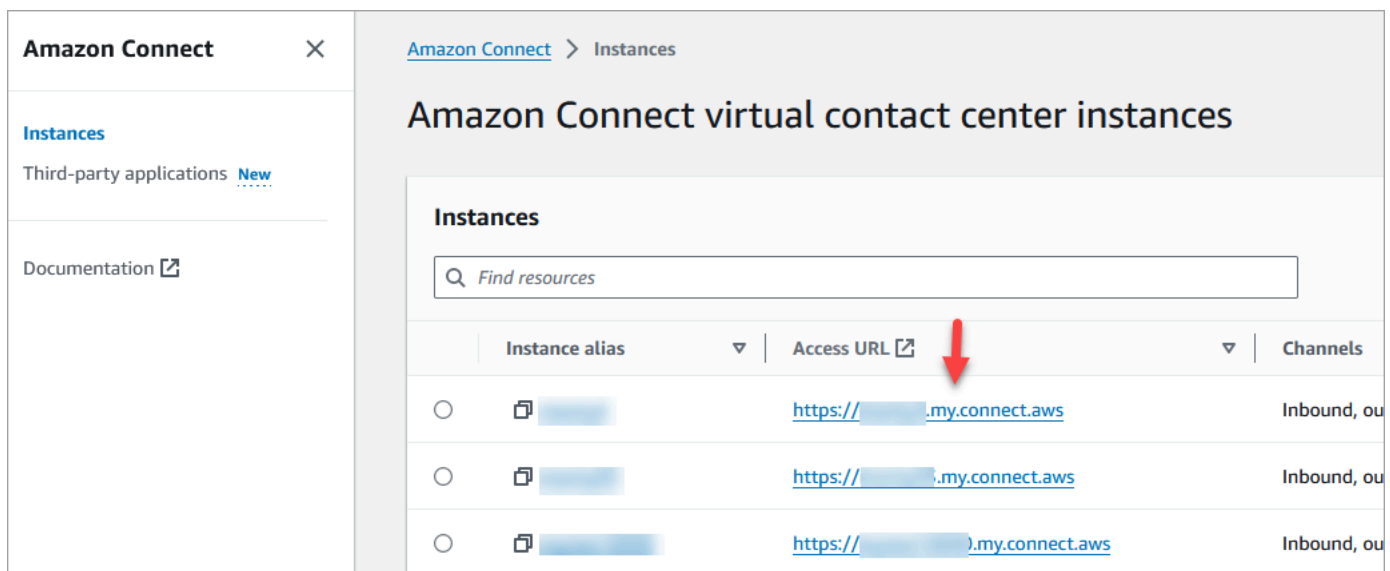 Amazon Connect
Instances
Third-party applications New
Documentation
Amazon Connect > Instances
Amazon Connect virtual contact center instances
Instances
Find resources
Instance alias Access URL Channels
https:// .my.connect.aws Inbound, ou
https:// .my.connect.aws Inbound, ou
https:// .my.connect.aws Inbound, ou